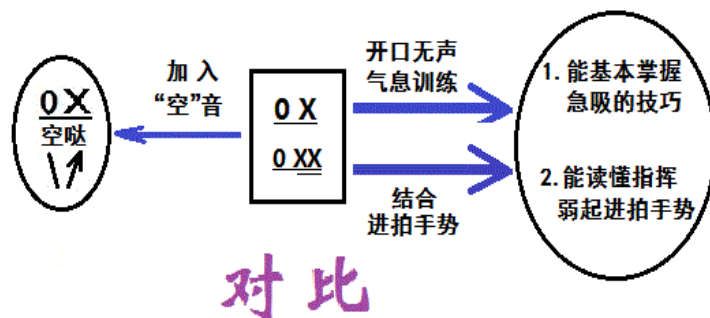 0 X
空哒
加 入
“空”音
0 X
0 XX
开口无声
气息训练
结合
进拍手势
1. 能基本掌握
急吸的技巧
2. 能读懂指挥
弱起进拍手势
对比